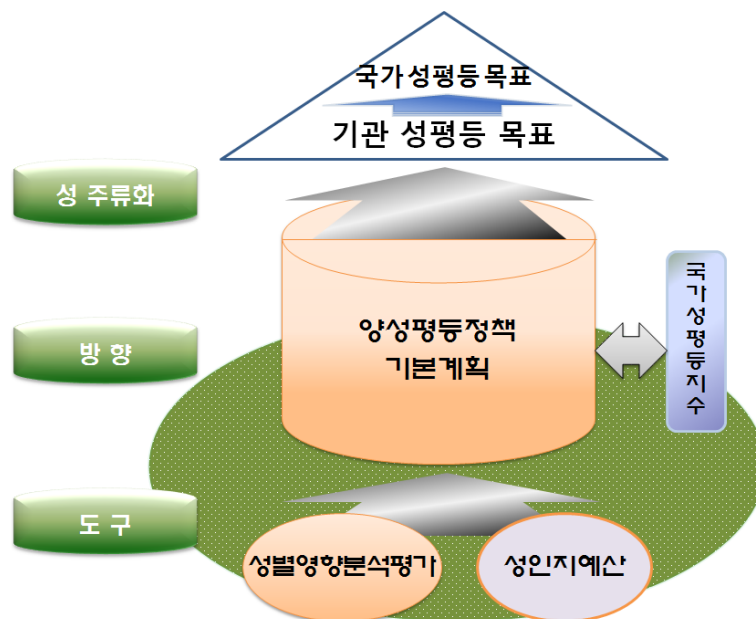 국가성평등목표
기관 성평등 목표
성 주류화
방 향
양성평등정책
기본계획
국가성평등지수
도 구
성별영향분석평가
성인지예산